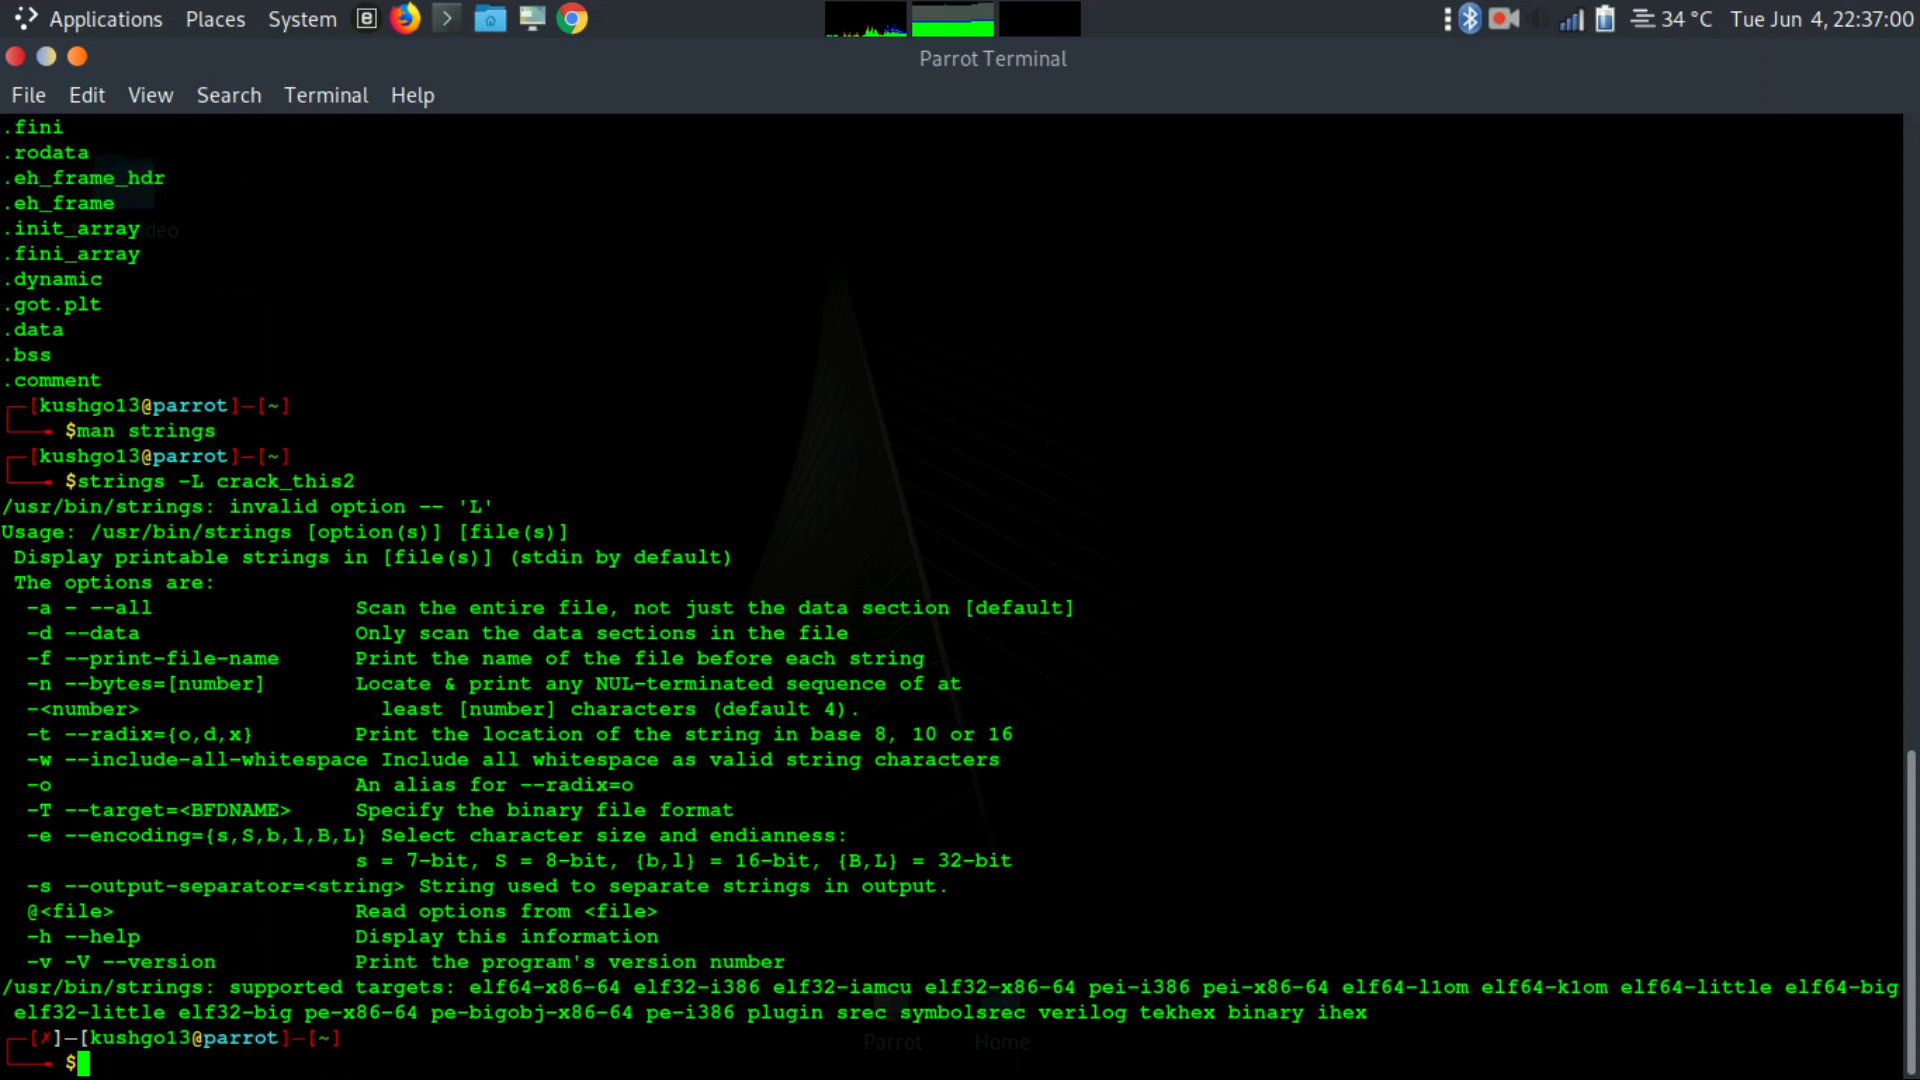 Applications Places System 34 °C Tue Jun 4, 22:37:00
Parrot Terminal
File Edit View Search Terminal Help
.fini
.rodata
.eh_frame_hdr
.eh_frame
.init_array
.fini_array
.dynamic
.got.plt
.data
.bss
.comment
┌─[kushgo13@parrot]─[~]
└──╼ $man strings
┌─[kushgo13@parrot]─[~]
└──╼ $strings -L crack_this2
/usr/bin/strings: invalid option -- 'L'
Usage: /usr/bin/strings [option(s)] [file(s)]
 Display printable strings in [file(s)] (stdin by default)
 The options are:
  -a - --all                Scan the entire file, not just the data section [default]
  -d --data                 Only scan the data sections in the file
  -f --print-file-name      Print the name of the file before each string
  -n --bytes=[number]       Locate & print any NUL-terminated sequence of at
  -<number>                   least [number] characters (default 4).
  -t --radix={o,d,x}        Print the location of the string in base 8, 10 or 16
  -w --include-all-whitespace Include all whitespace as valid string characters
  -o                        An alias for --radix=o
  -T --target=<BFDNAME>     Specify the binary file format
  -e --encoding={s,S,b,l,B,L} Select character size and endianness:
                            s = 7-bit, S = 8-bit, {b,l} = 16-bit, {B,L} = 32-bit
  -s --output-separator=<string> String used to separate strings in output.
  @<file>                   Read options from <file>
  -h --help                 Display this information
  -v -V --version           Print the program's version number
/usr/bin/strings: supported targets: elf64-x86-64 elf32-i386 elf32-iamcu elf32-x86-64 pei-i386 pei-x86-64 elf64-l1om elf64-k1om elf64-little elf64-big
 elf32-little elf32-big pe-x86-64 pe-bigobj-x86-64 pe-i386 plugin srec symbolsrec verilog tekhex binary ihex
Parrot Home
┌─[✗]─[kushgo13@parrot]─[~]
└──╼ $